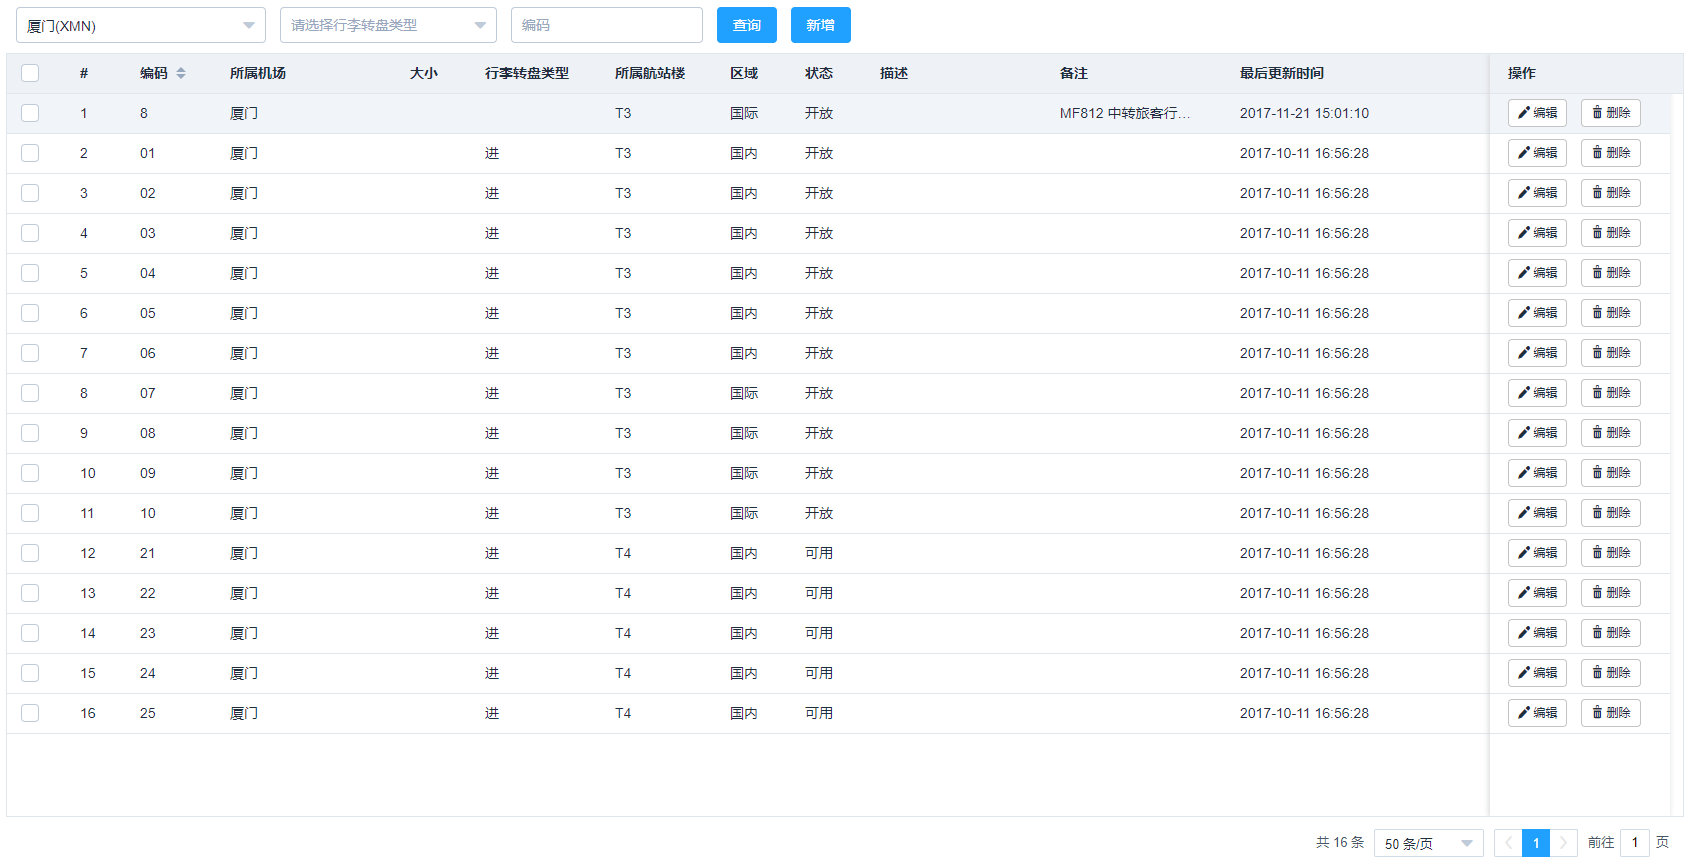 厦门(XMN) 请选择行李转盘类型 编码 查询 新增
# 编码 所属机场 大小 行李转盘类型 所属航站楼 区域 状态 描述 备注 最后更新时间 操作
1 8 厦门 T3 国际 开放 MF812 中转旅客行... 2017-11-21 15:01:10 编辑 删除
2 01 厦门 进 T3 国内 开放 2017-10-11 16:56:28 编辑 删除
3 02 厦门 进 T3 国内 开放 2017-10-11 16:56:28 编辑 删除
4 03 厦门 进 T3 国内 开放 2017-10-11 16:56:28 编辑 删除
5 04 厦门 进 T3 国内 开放 2017-10-11 16:56:28 编辑 删除
6 05 厦门 进 T3 国内 开放 2017-10-11 16:56:28 编辑 删除
7 06 厦门 进 T3 国内 开放 2017-10-11 16:56:28 编辑 删除
8 07 厦门 进 T3 国际 开放 2017-10-11 16:56:28 编辑 删除
9 08 厦门 进 T3 国际 开放 2017-10-11 16:56:28 编辑 删除
10 09 厦门 进 T3 国际 开放 2017-10-11 16:56:28 编辑 删除
11 10 厦门 进 T3 国际 开放 2017-10-11 16:56:28 编辑 删除
12 21 厦门 进 T4 国内 可用 2017-10-11 16:56:28 编辑 删除
13 22 厦门 进 T4 国内 可用 2017-10-11 16:56:28 编辑 删除
14 23 厦门 进 T4 国内 可用 2017-10-11 16:56:28 编辑 删除
15 24 厦门 进 T4 国内 可用 2017-10-11 16:56:28 编辑 删除
16 25 厦门 进 T4 国内 可用 2017-10-11 16:56:28 编辑 删除
共 16 条 50 条/页 1 前往 1 页